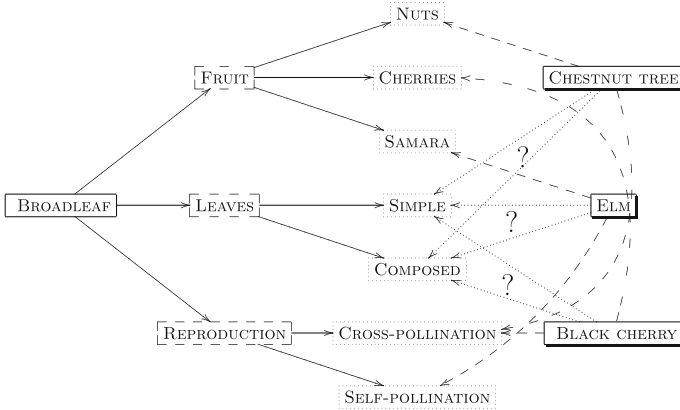 NUTS
FRUIT
CHERRIES
CHESTNUT TREE
SAMARA
?
BROADLEAF
LEAVES
SIMPLE
ELM
?
COMPOSED
?
REPRODUCTION
CROSS-POLLINATION
BLACK CHERRY
SELF-POLLINATION